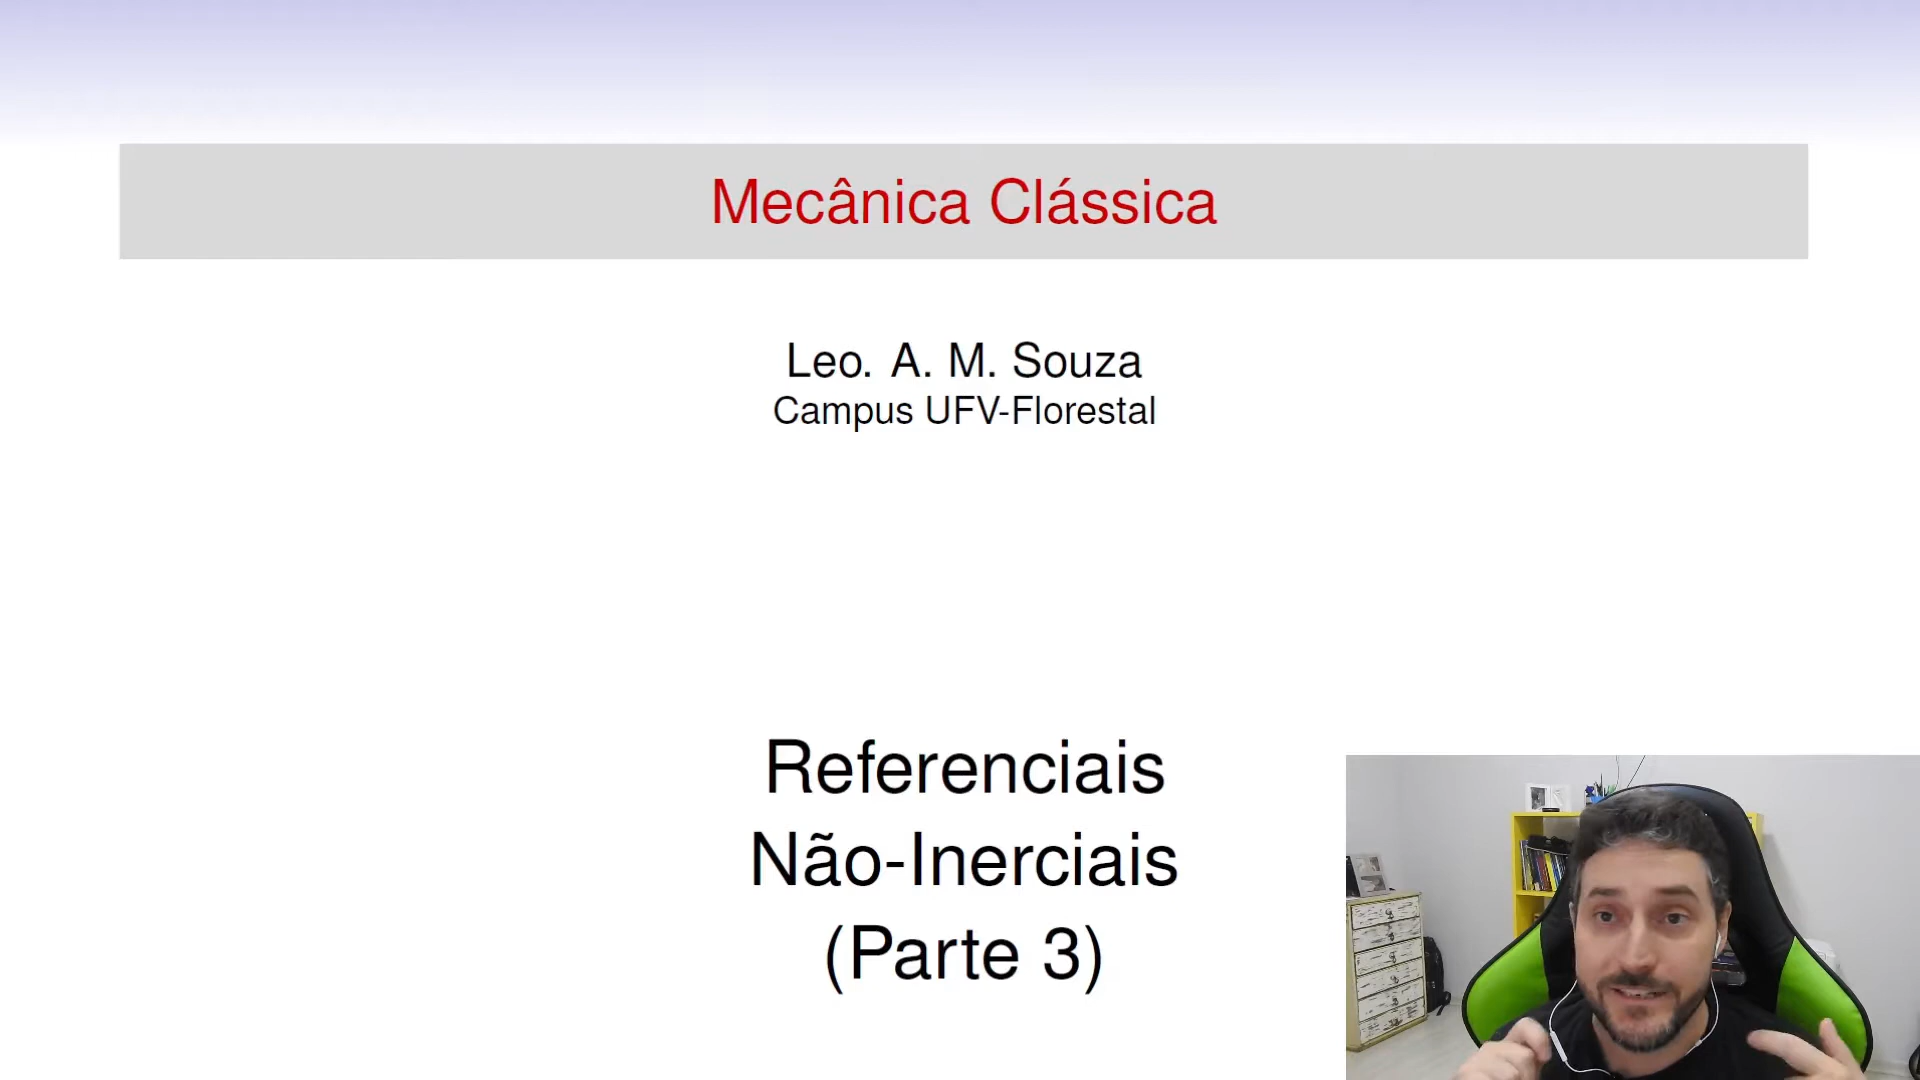 Mecânica Clássica
Leo. A. M. Souza
Campus UFV-Florestal
Referenciais
Não-Inerciais
(Parte 3)